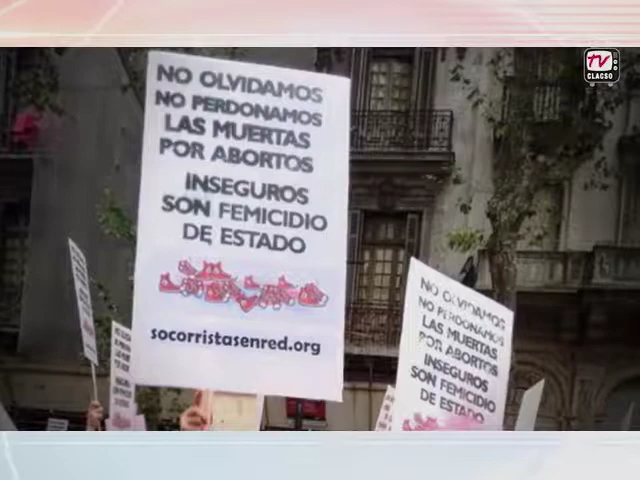 TV
CLACSO
NO OLVIDAMOS
NO PERDONAMOS
LAS MUERTAS
POR ABORTOS
INSEGUROS
SON FEMICIDIO
DE ESTADO
socorristasenred.org
NO OLVIDAMOS
NO PERDONAMOS
LAS MUERTAS
POR ABORTOS
INSEGUROS
SON FEMICIDIO
DE ESTADO